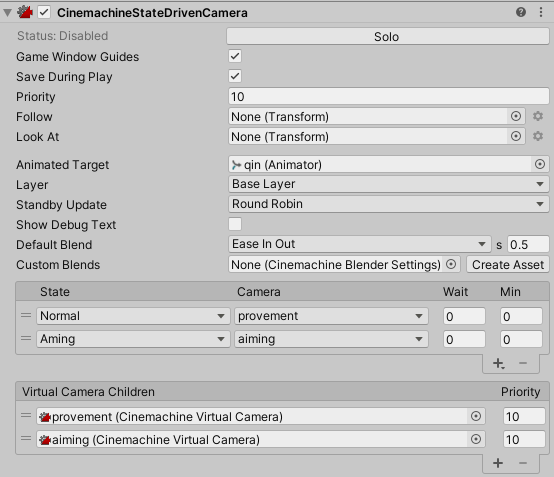 CinemachineStateDrivenCamera
Status: Disabled Solo
Game Window Guides
Save During Play
Priority 10
Follow None (Transform)
Look At None (Transform)
Animated Target qin (Animator)
Layer Base Layer
Standby Update Round Robin
Show Debug Text
Default Blend Ease In Out s 0.5
Custom Blends None (Cinemachine Blender Settings) Create Asset
State Camera Wait Min
Normal provement 0 0
Aming aiming 0 0
Virtual Camera Children Priority
provement (Cinemachine Virtual Camera) 10
aiming (Cinemachine Virtual Camera) 10